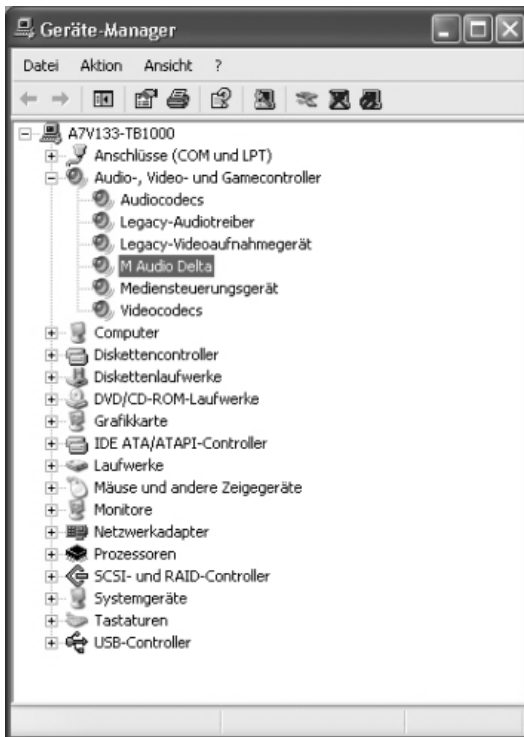 Geräte-Manager
Datei Aktion Ansicht ?
A7V133-TB1000
Anschlüsse (COM und LPT)
Audio-, Video- und Gamecontroller
Audiocodecs
Legacy-Audiotreiber
Legacy-Videoaufnahmegerät
M Audio Delta
Mediensteuerungsgerät
Videocodecs
Computer
Diskettencontroller
Diskettenlaufwerke
DVD/CD-ROM-Laufwerke
Grafikkarte
IDE ATA/ATAPI-Controller
Laufwerke
Mäuse und andere Zeigegeräte
Monitore
Netzwerkadapter
Prozessoren
SCSI- und RAID-Controller
Systemgeräte
Tastaturen
USB-Controller